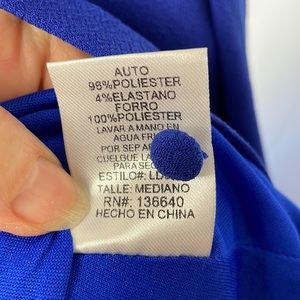 AUTO
96%POLIESTER
4%ELASTANO
FORRO
100%POLIESTER
LAVAR A MANO EN
AGUA
POR
CUELGUE LA
PARA
ESTILO#:
TALLE: MEDIANO
RN#: 136640
HECHO EN CHINA